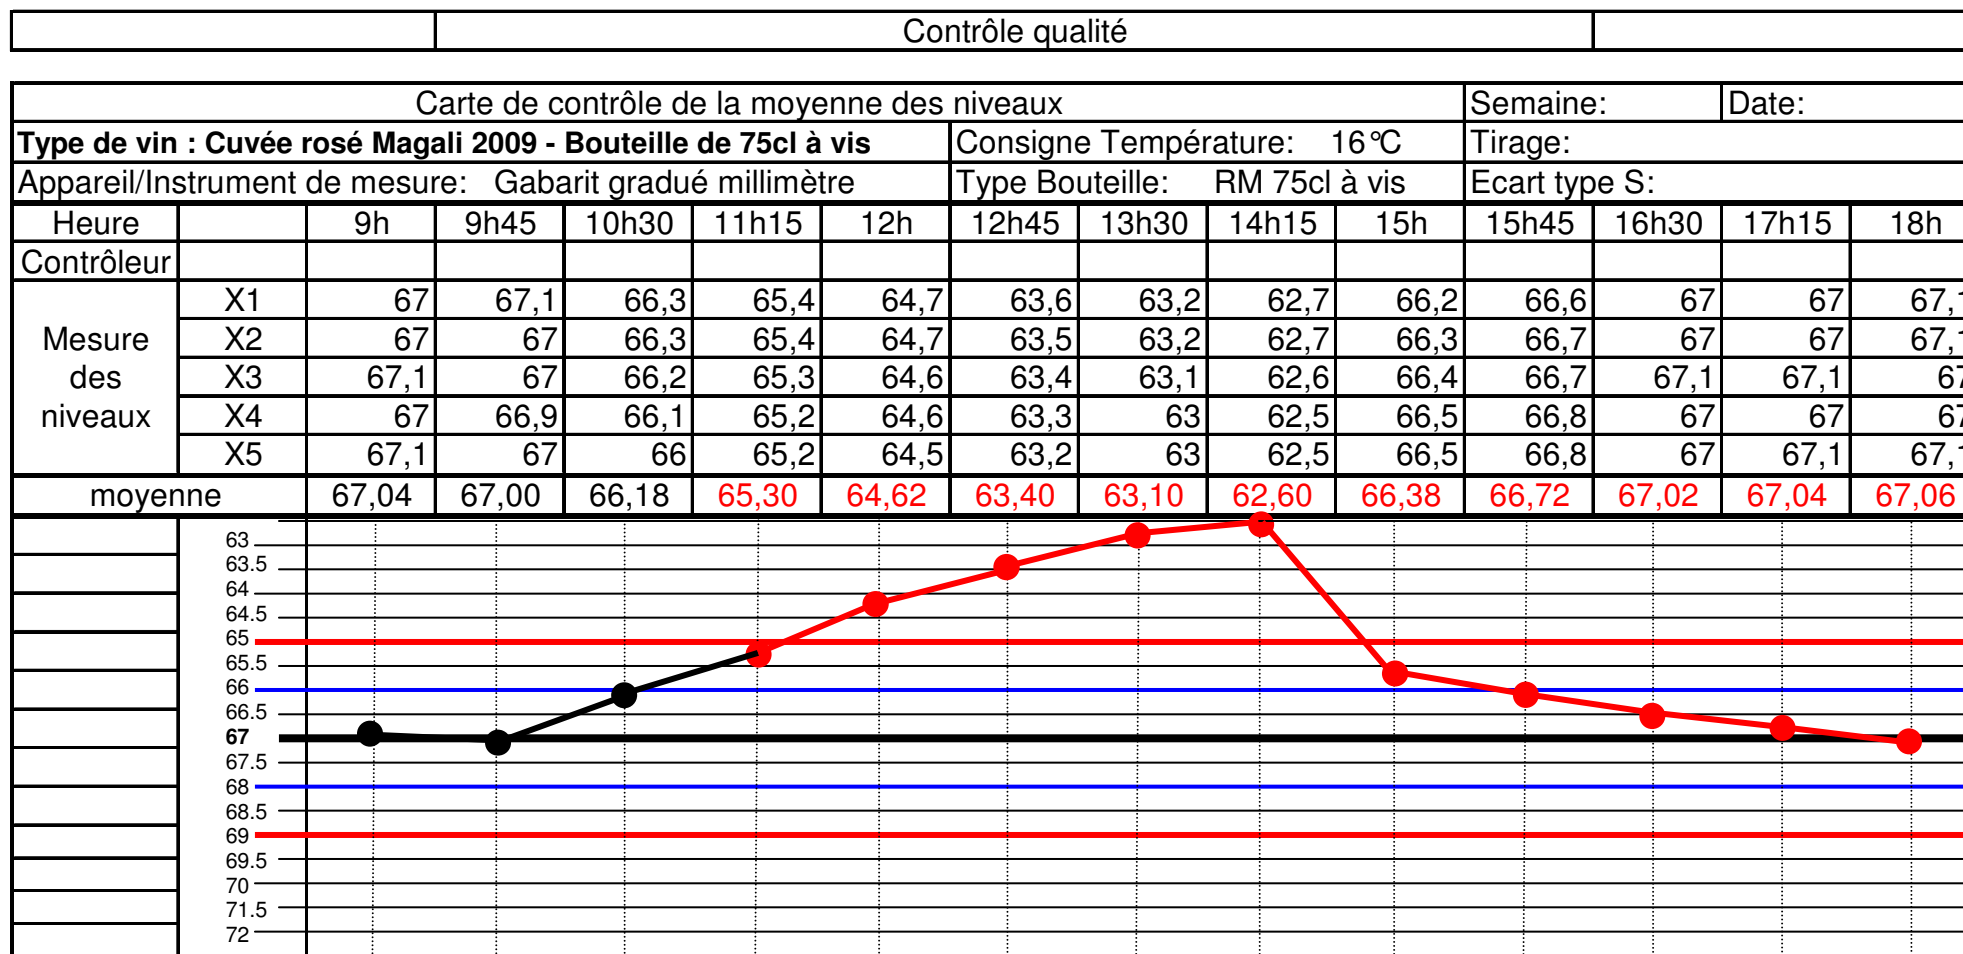 Contrôle qualité
Carte de contrôle de la moyenne des niveaux Semaine: Date:
Type de vin : Cuvée rosé Magali 2009 - Bouteille de 75cl à vis Consigne Température: 16°C Tirage:
Appareil/Instrument de mesure: Gabarit gradué millimètre Type Bouteille: RM 75cl à vis Ecart type S:
Heure 9h 9h45 10h30 11h15 12h 12h45 13h30 14h15 15h 15h45 16h30 17h15 18h
Contrôleur
X1 67 67,1 66,3 65,4 64,7 63,6 63,2 62,7 66,2 66,6 67 67 67,1
Mesure X2 67 67 66,3 65,4 64,7 63,5 63,2 62,7 66,3 66,7 67 67 67,1
des X3 67,1 67 66,2 65,3 64,6 63,4 63,1 62,6 66,4 66,7 67,1 67,1 67
niveaux X4 67 66,9 66,1 65,2 64,6 63,3 63 62,5 66,5 66,8 67 67 67
X5 67,1 67 66 65,2 64,5 63,2 63 62,5 66,5 66,8 67 67,1 67,1
moyenne 67,04 67,00 66,18 65,30 64,62 63,40 63,10 62,60 66,38 66,72 67,02 67,04 67,06
63
63.5
64
64.5
65
65.5
66
66.5
67
67.5
68
68.5
69
69.5
70
71.5
72